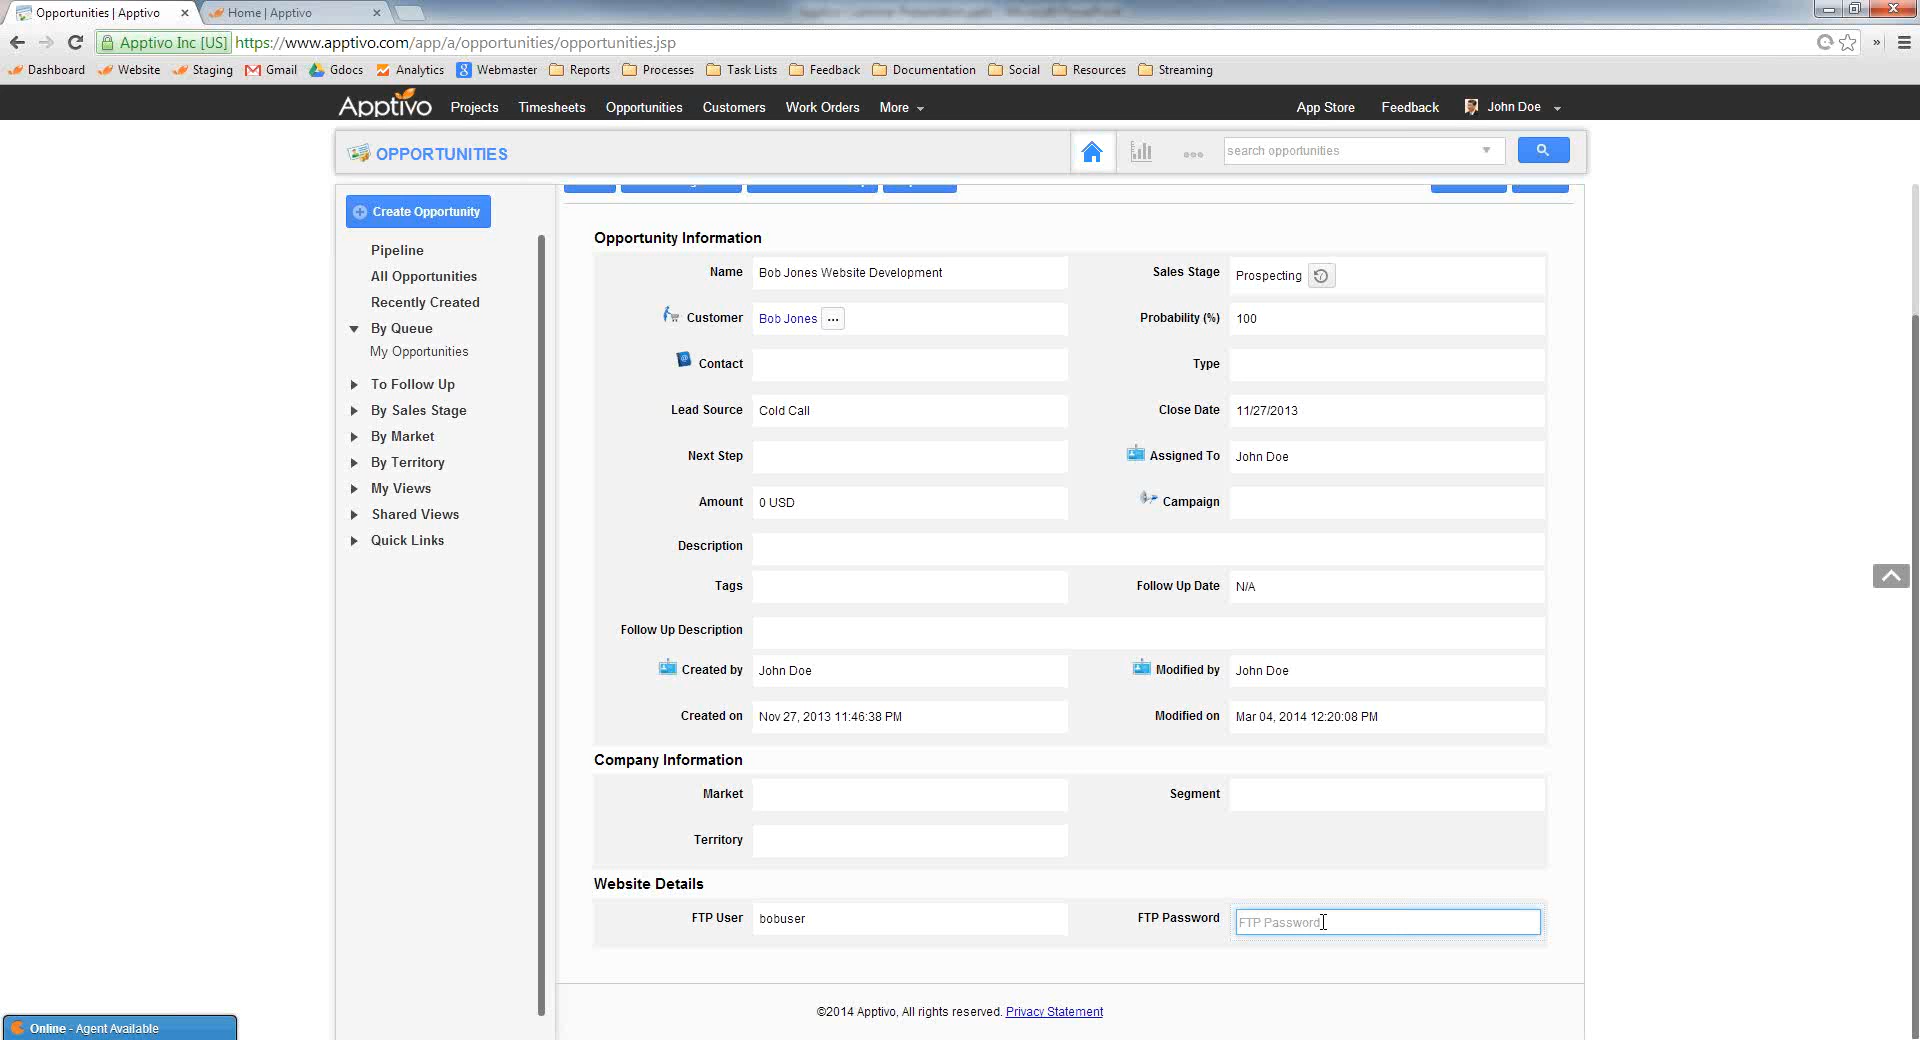 Opportunities | Apptivo
Home | Apptivo
Apptivo Inc [US] https://www.apptivo.com/app/a/opportunities/opportunities.jsp
Dashboard Website Staging Gmail Gdocs Analytics Webmaster Reports Processes Task Lists Feedback Documentation Social Resources Streaming
Apptivo Projects Timesheets Opportunities Customers Work Orders More App Store Feedback John Doe
OPPORTUNITIES
search opportunities
Create Opportunity
Pipeline
All Opportunities
Recently Created
By Queue
My Opportunities
To Follow Up
By Sales Stage
By Market
By Territory
My Views
Shared Views
Quick Links
Opportunity Information
Name Bob Jones Website Development Sales Stage Prospecting
Customer Bob Jones ... Probability (%) 100
Contact Type
Lead Source Cold Call Close Date 11/27/2013
Next Step Assigned To John Doe
Amount 0 USD Campaign
Description
Tags Follow Up Date N/A
Follow Up Description
Created by John Doe Modified by John Doe
Created on Nov 27, 2013 11:46:38 PM Modified on Mar 04, 2014 12:20:08 PM
Company Information
Market Segment
Territory
Website Details
FTP User bobuser FTP Password FTP Password
©2014 Apptivo, All rights reserved. Privacy Statement
Online - Agent Available